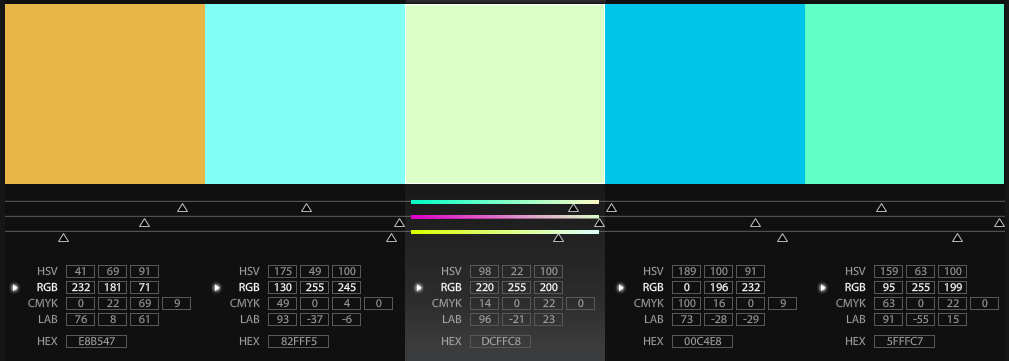 HSV 41 69 91 HSV 175 49 100 HSV 98 22 100 HSV 189 100 91 HSV 159 63 100
RGB 232 181 71 RGB 130 255 245 RGB 220 255 200 RGB 0 196 232 RGB 95 255 199
CMYK 0 22 69 9 CMYK 49 0 4 0 CMYK 14 0 22 0 CMYK 100 16 0 9 CMYK 63 0 22 0
LAB 76 8 61 LAB 93 -37 -6 LAB 96 -21 23 LAB 73 -28 -29 LAB 91 -55 15
HEX E8B547 HEX 82FFF5 HEX DCFFC8 HEX 00C4E8 HEX 5FFFC7